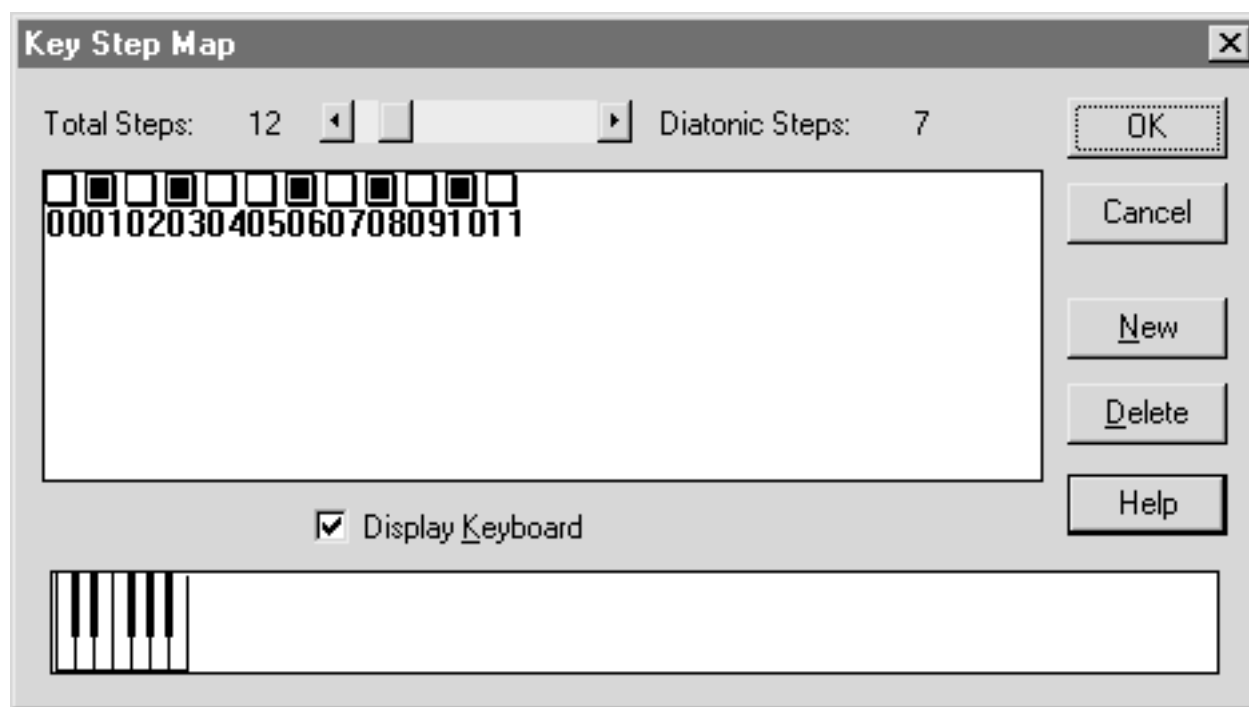 Key Step Map
Total Steps: 12 Diatonic Steps: 7
OK
000102030405060708091011
Cancel
New
Delete
Help
Display Keyboard